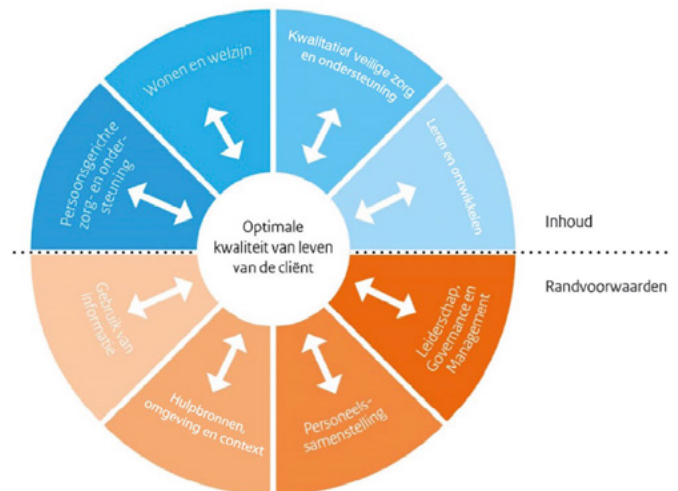 Wonen en welzijn
Kwalitatief veilige zorg
en ondersteuning
Persoonsgerichte
zorg- en onder-
steuning
Leren en ontwikkelen
Optimale
kwaliteit van leven
van de cliënt
Inhoud
Randvoorwaarden
Gebruik van
informatie
Leiderschap,
Governance en
Management
Hulpbronnen,
omgeving en context
Personeels-
samenstelling